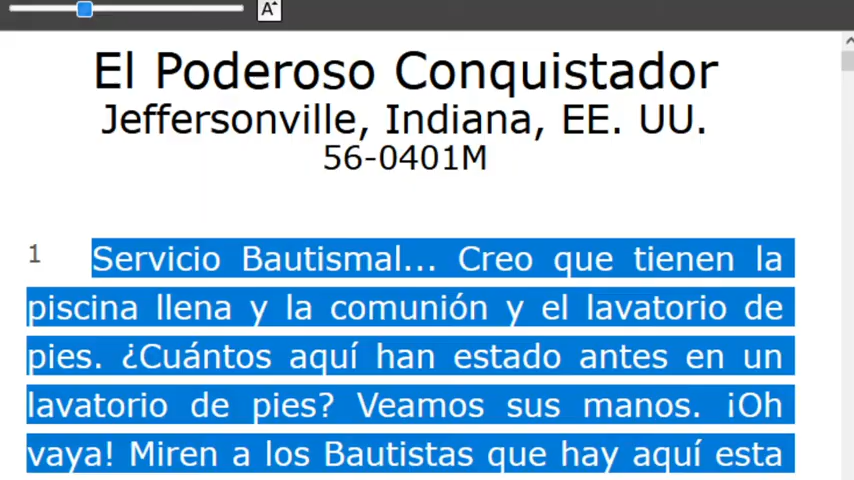 A
El Poderoso Conquistador
Jeffersonville, Indiana, EE. UU.
56-0401M
1 Servicio Bautismal... Creo que tienen la
piscina llena y la comunión y el lavatorio de
pies. ¿Cuántos aquí han estado antes en un
lavatorio de pies? Veamos sus manos. ¡Oh
vaya! Miren a los Bautistas que hay aquí esta